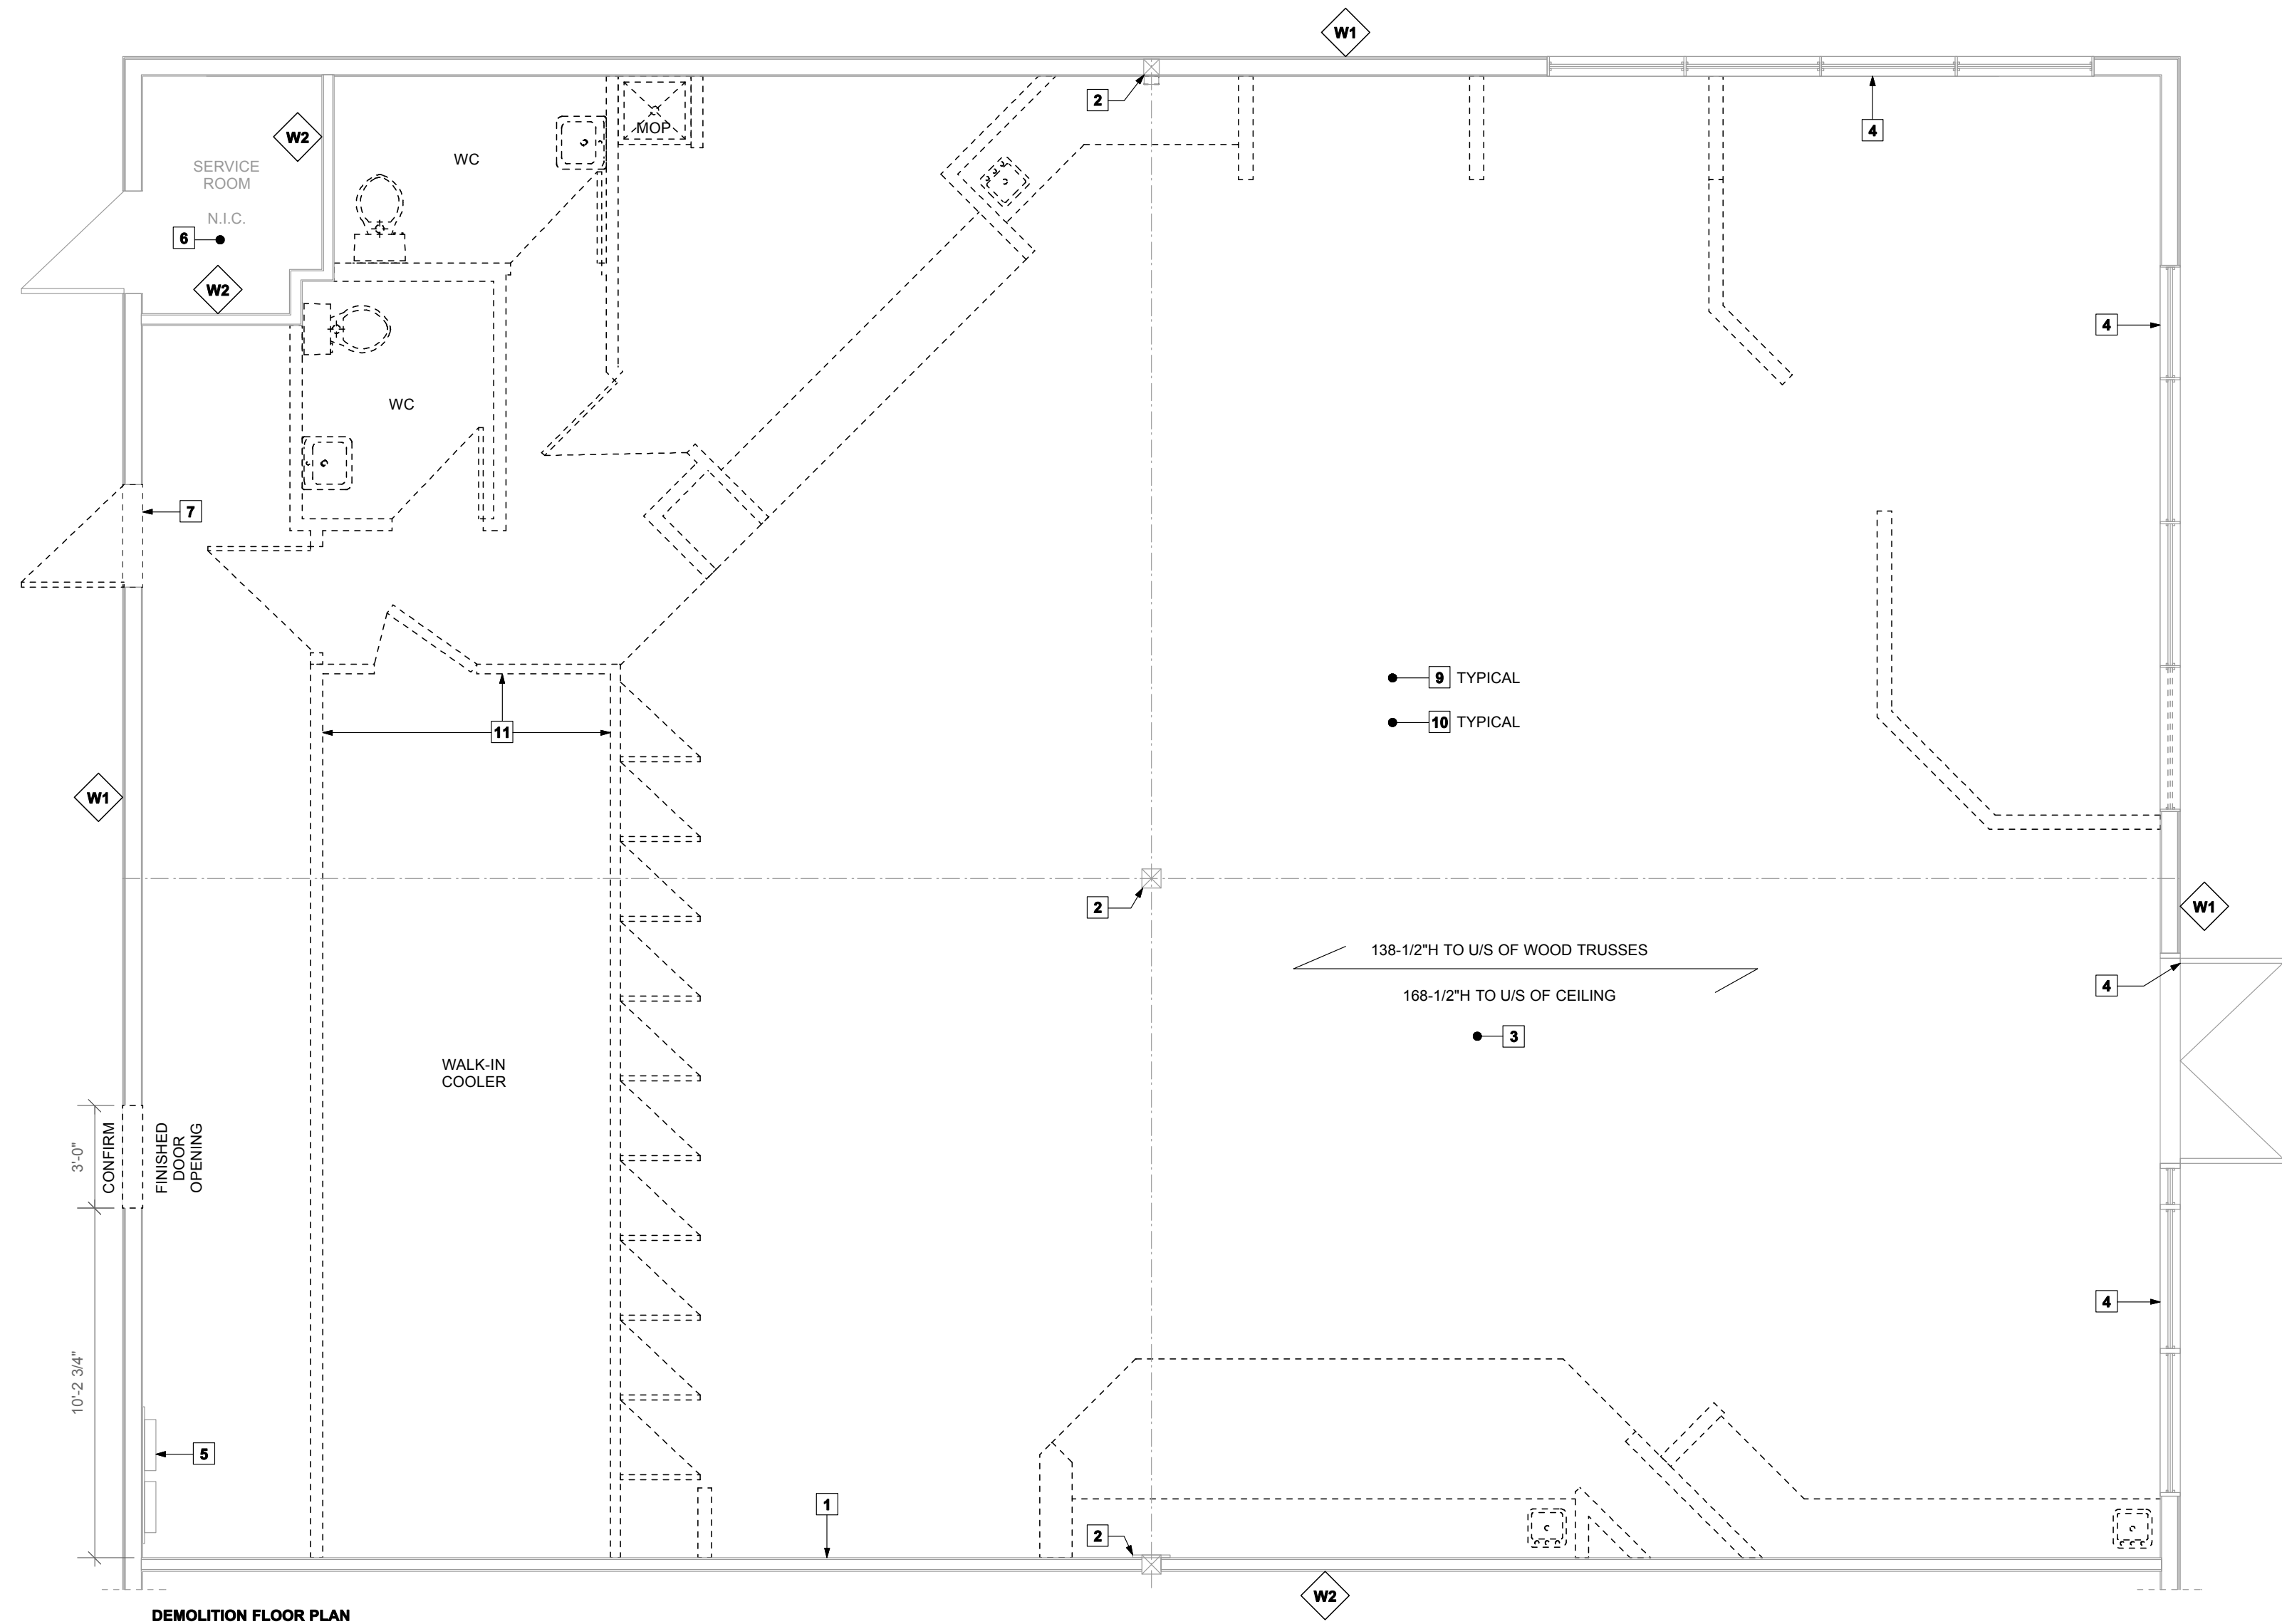 W1
2
4
MOP
W2
WC
SERVICE
ROOM
N.I.C.
6
W2
4
WC
7
9 TYPICAL
10 TYPICAL
11
W1
2
W1
138-1/2"H TO U/S OF WOOD TRUSSES
168-1/2"H TO U/S OF CEILING
4
3
WALK-IN
COOLER
3'-0"
CONFIRM
FINISHED
DOOR
OPENING
4
10'-2 3/4"
5
1
2
W2
DEMOLITION FLOOR PLAN